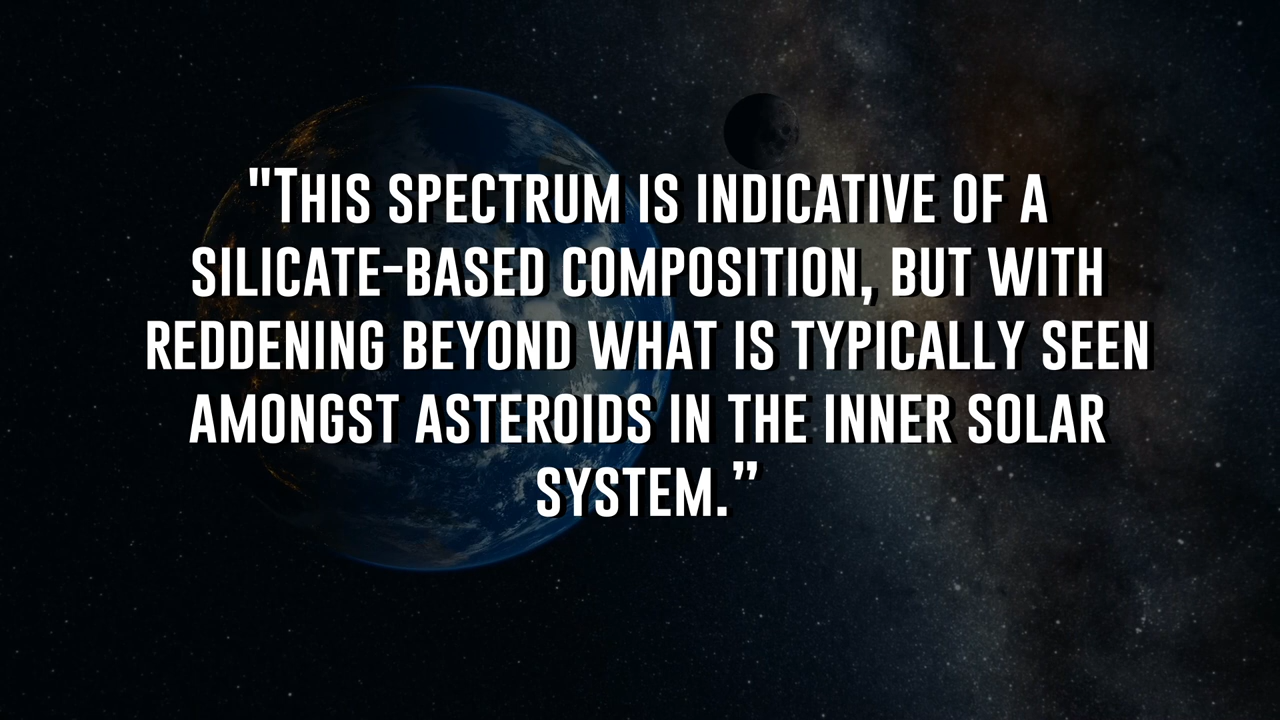 "This spectrum is indicative of a
silicate-based composition, but with
reddening beyond what is typically seen
amongst asteroids in the inner solar
system.”